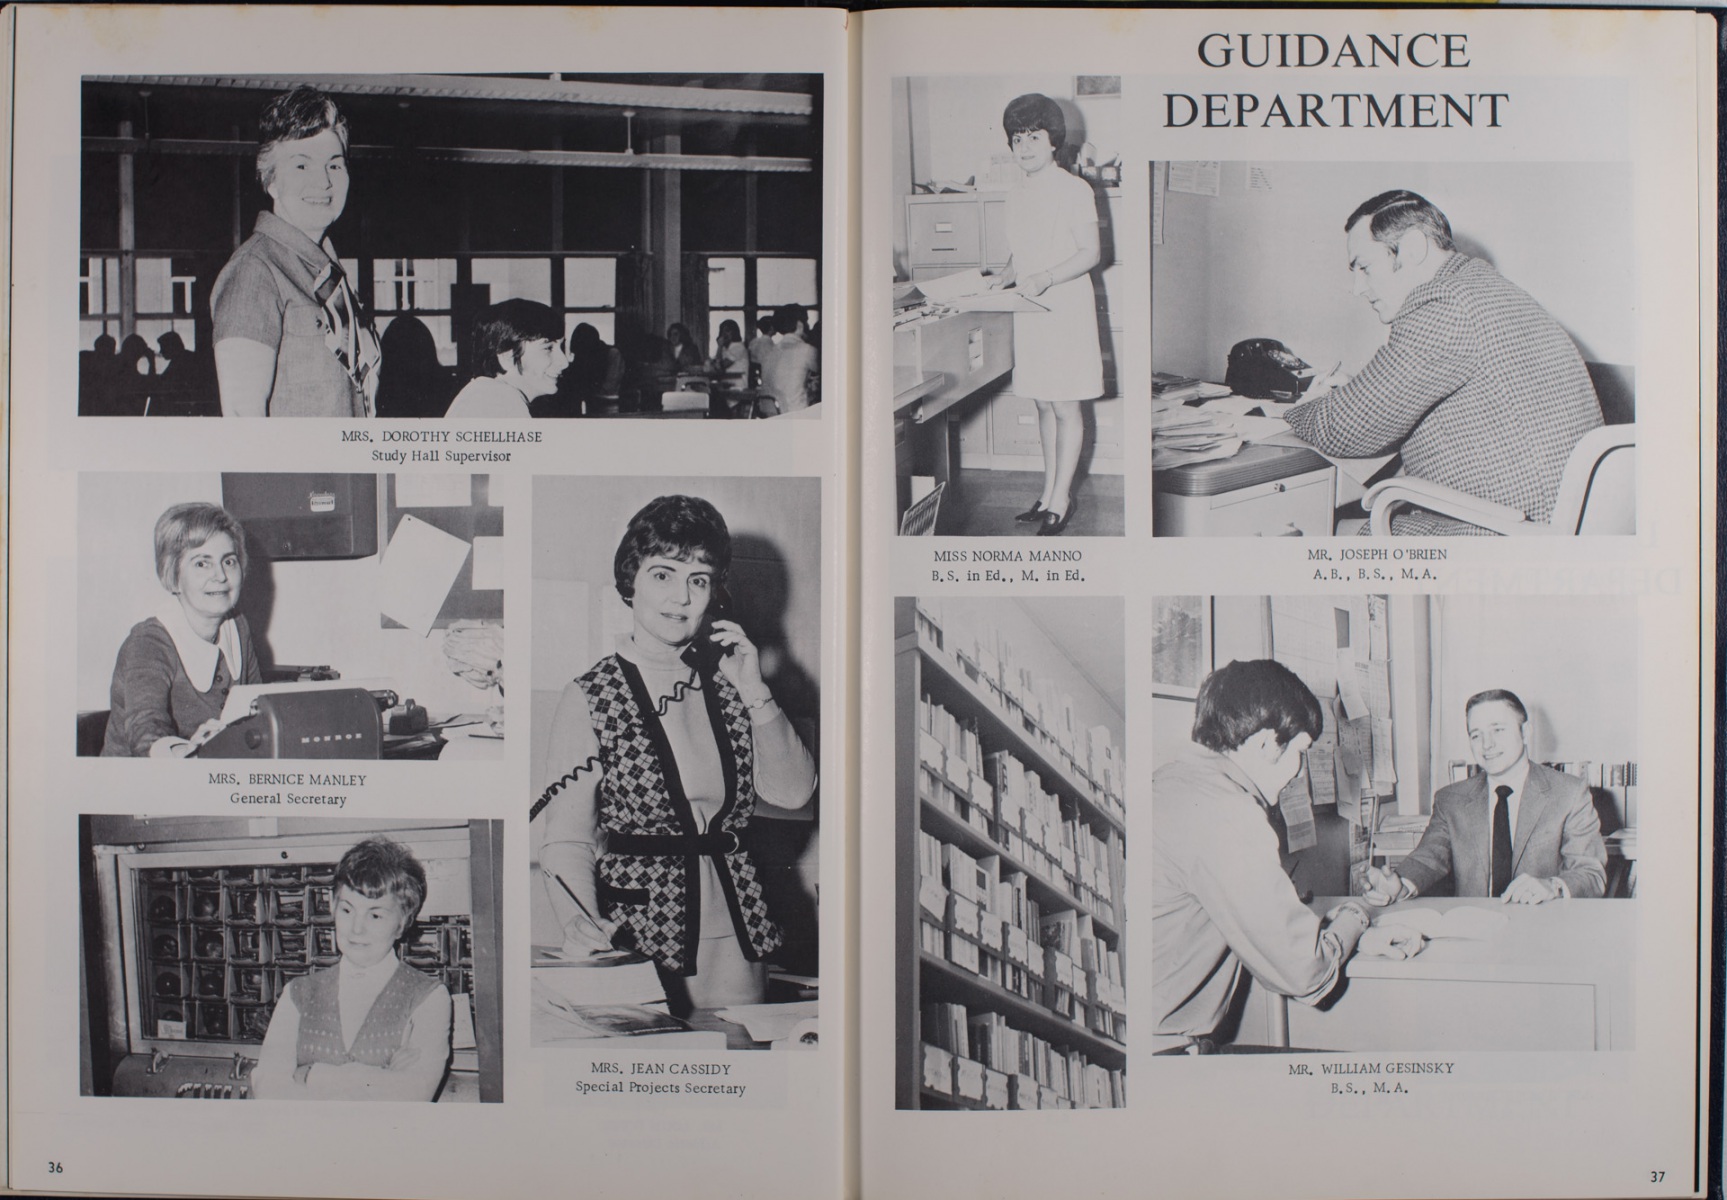 MRS. DOROTHY SCHELLHASE
Study Hall Supervisor
MONROE
MRS. BERNICE MANLEY
General Secretary
MRS. JEAN CASSIDY
Special Projects Secretary
36
GUIDANCE
DEPARTMENT
MISS NORMA MANNO
B.S. in Ed., M. in Ed.
MR. JOSEPH O'BRIEN
A.B., B.S., M.A.
MR. WILLIAM GESINSKY
B.S., M.A.
37